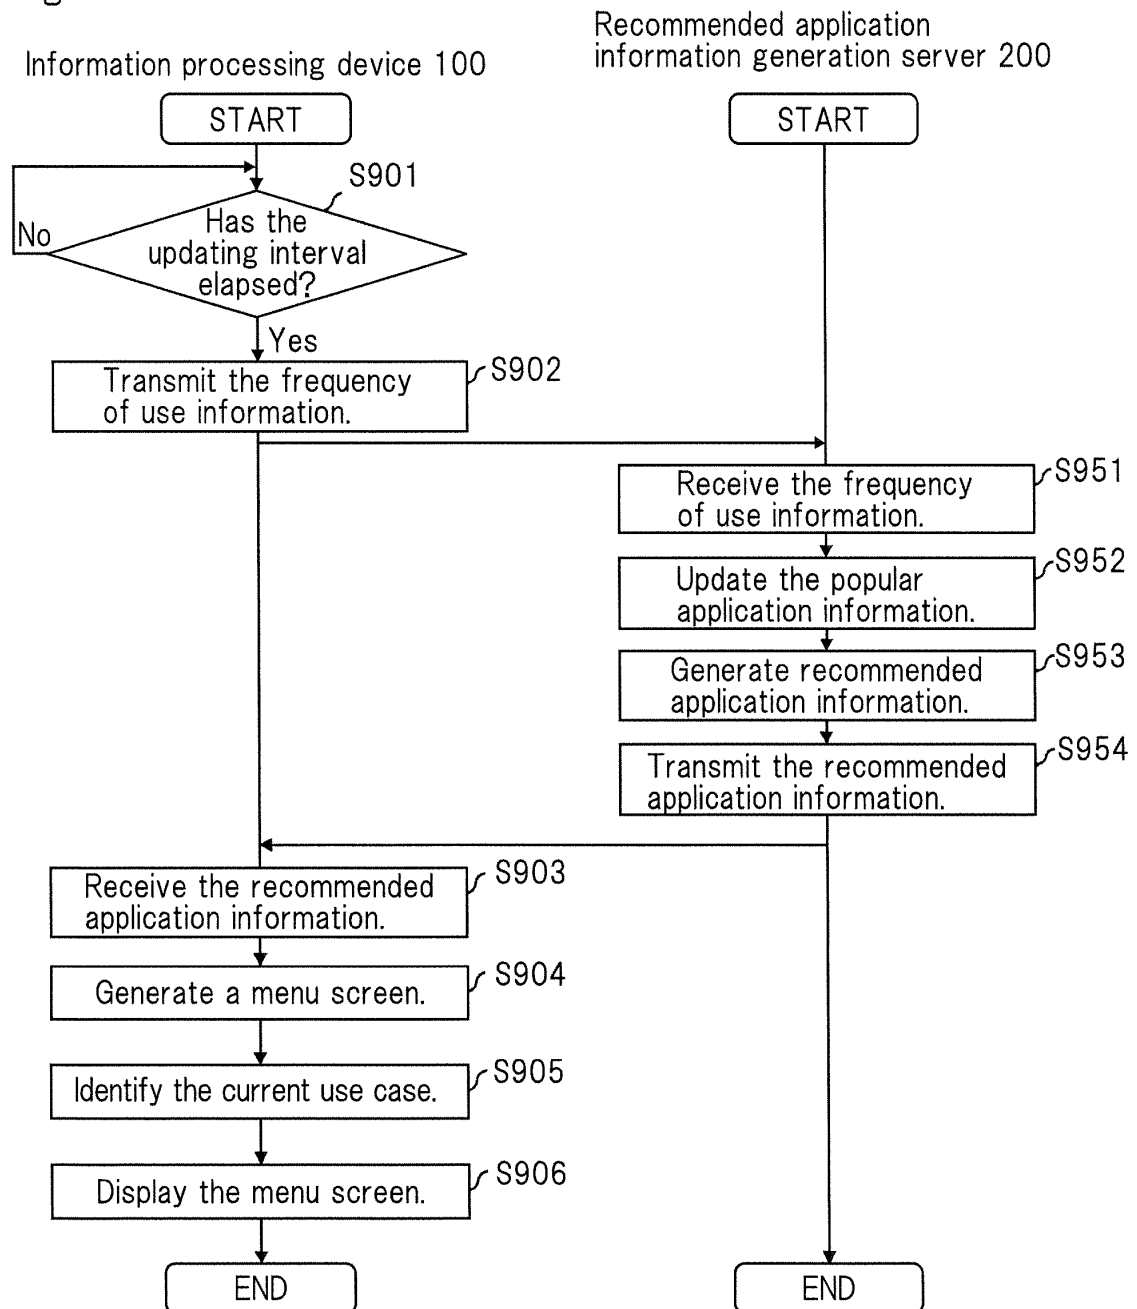 Information processing device 100
Recommended application
information generation server 200
START
START
S901
Has the
updating interval
elapsed?
No
Yes
S902
Transmit the frequency
of use information.
S951
Receive the frequency
of use information.
S952
Update the popular
application information.
S953
Generate recommended
application information.
S954
Transmit the recommended
application information.
S903
Receive the recommended
application information.
S904
Generate a menu screen.
S905
Identify the current use case.
S906
Display the menu screen.
END
END